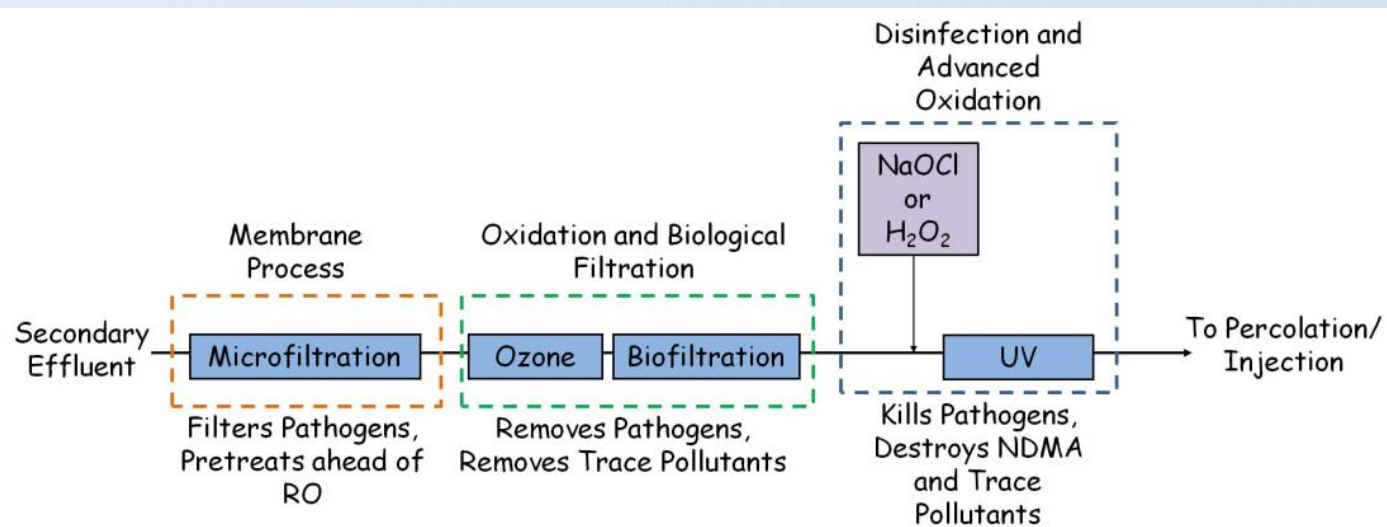 Disinfection and
Advanced
Oxidation
NaOCl
or
H₂O₂
Membrane
Process
Oxidation and Biological
Filtration
Secondary
Effluent
Microfiltration
Ozone
Biofiltration
UV
To Percolation/
Injection
Filters Pathogens,
Pretreats ahead of
RO
Removes Pathogens,
Removes Trace Pollutants
Kills Pathogens,
Destroys NDMA
and Trace
Pollutants